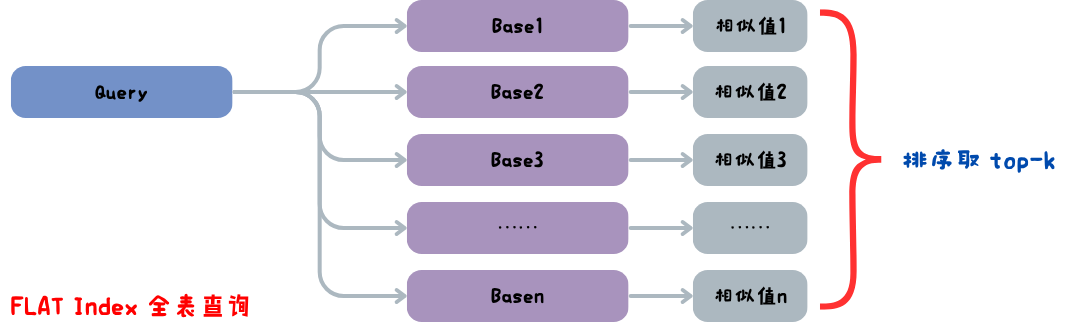 Base1
相似值1
Query
Base2
相似值2
Base3
相似值3
排序取 top-k
······
······
Basen
相似值n
FLAT Index 全表查询